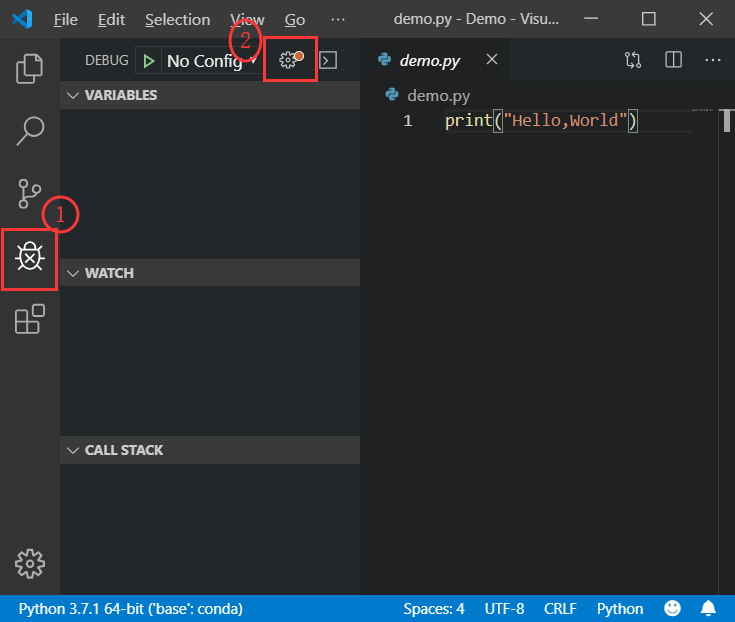 File Edit Selection View Go ··· demo.py - Demo - Visu...
2
DEBUG No Config
demo.py
VARIABLES
demo.py
1 print("Hello,World")
1
WATCH
CALL STACK
Python 3.7.1 64-bit ('base': conda) Spaces: 4 UTF-8 CRLF Python